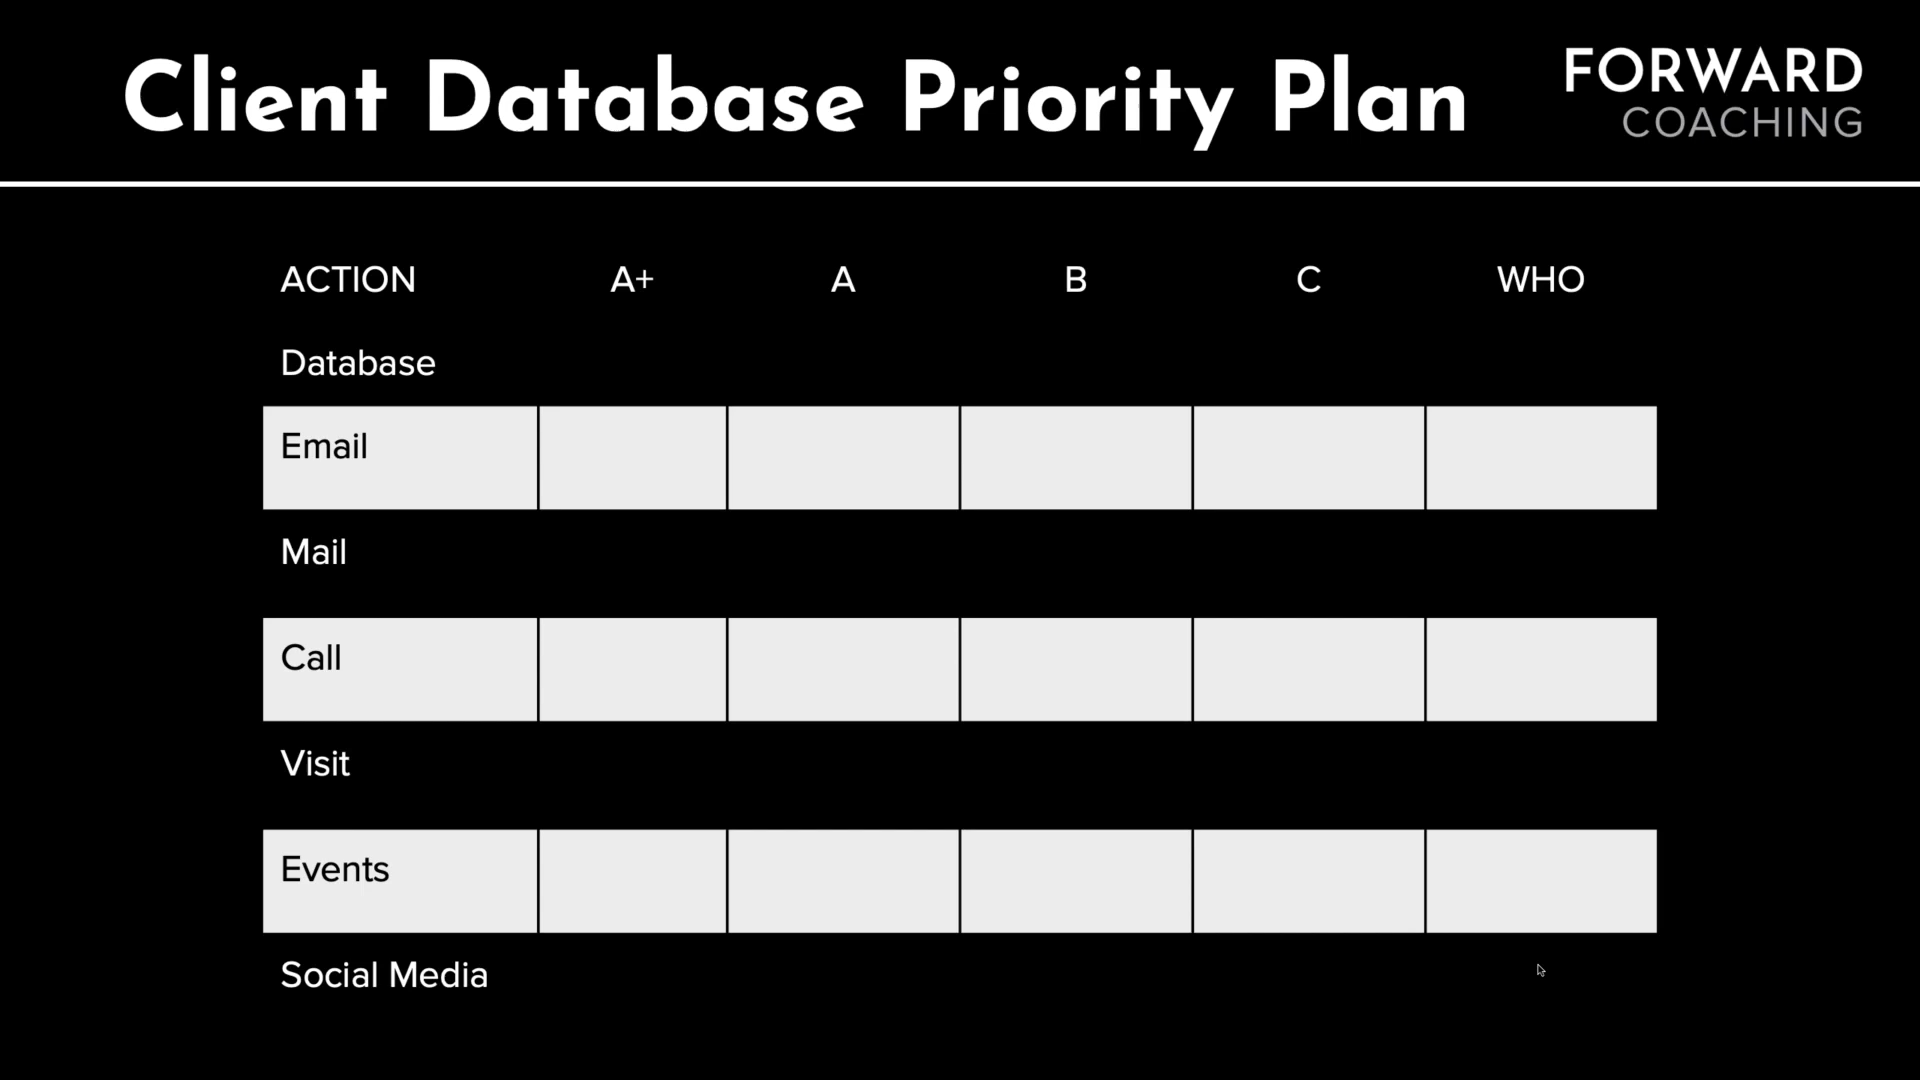 Client Database Priority Plan
FORWARD
COACHING
ACTION A+ A B C WHO
Database
Email
Mail
Call
Visit
Events
Social Media